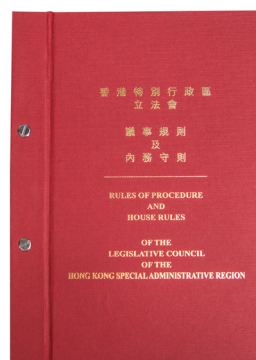 香港特別行政區
立法會
議事規則
及
內務守則
RULES OF PROCEDURE
AND
HOUSE RULES
OF THE
LEGISLATIVE COUNCIL
OF THE
HONG KONG SPECIAL ADMINISTRATIVE REGION